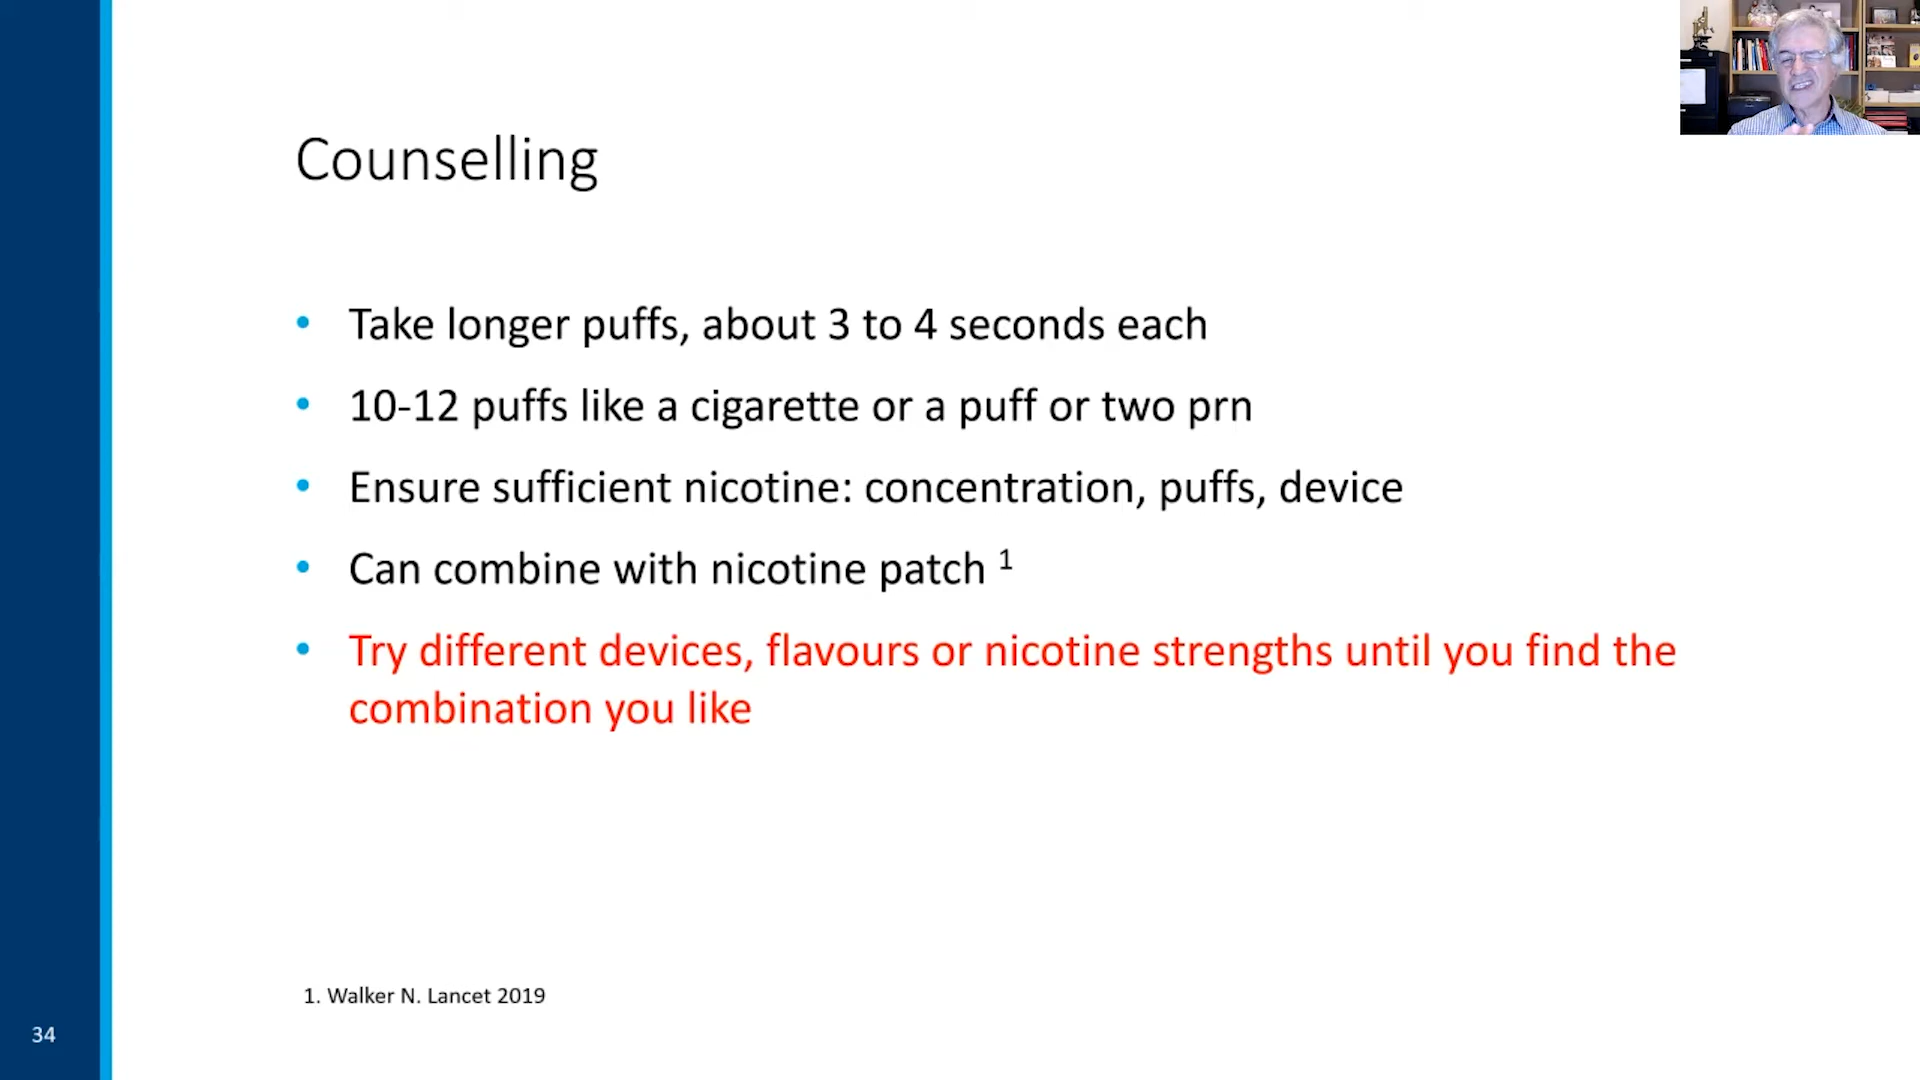 Counselling
• Take longer puffs, about 3 to 4 seconds each
• 10-12 puffs like a cigarette or a puff or two prn
• Ensure sufficient nicotine: concentration, puffs, device
• Can combine with nicotine patch 1
• Try different devices, flavours or nicotine strengths until you find the
combination you like
1. Walker N. Lancet 2019
34